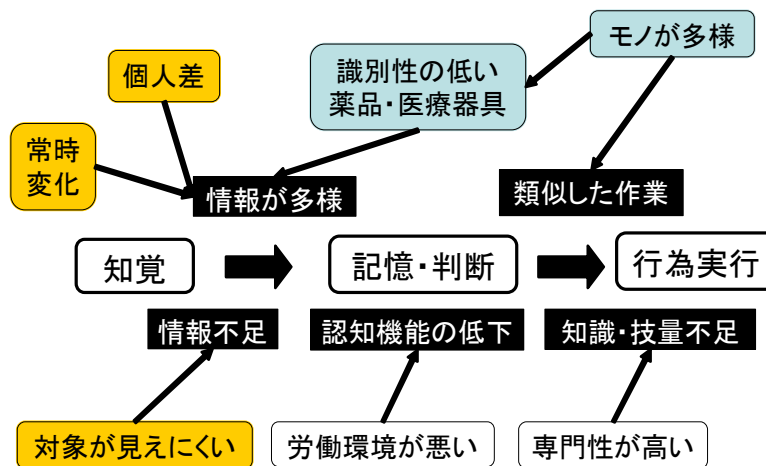 個人差
識別性の低い
薬品・医療器具
モノが多様
常時
変化
情報が多様
類似した作業
知覚
記憶・判断
行為実行
情報不足
認知機能の低下
知識・技量不足
対象が見えにくい
労働環境が悪い
専門性が高い